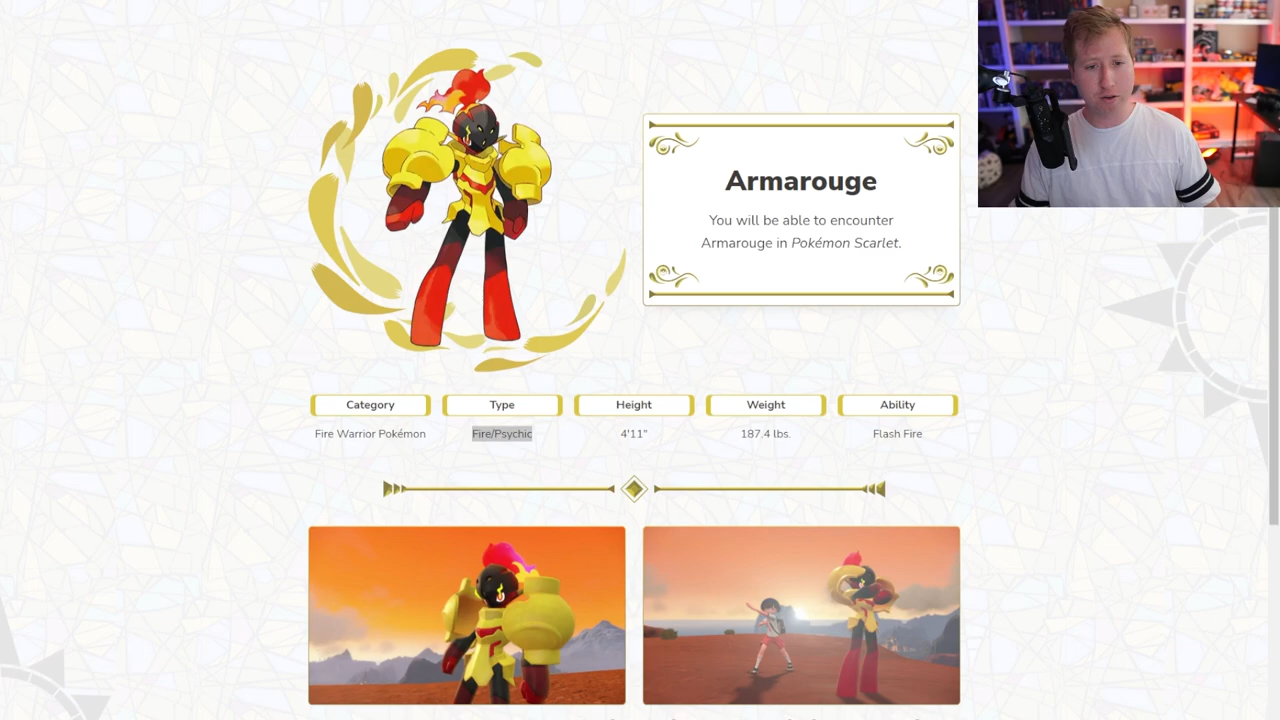 Armarouge
You will be able to encounter
Armarouge in Pokémon Scarlet.
Category
Type
Height
Weight
Ability
Fire Warrior Pokémon
Fire/Psychic
4'11"
187.4 lbs.
Flash Fire